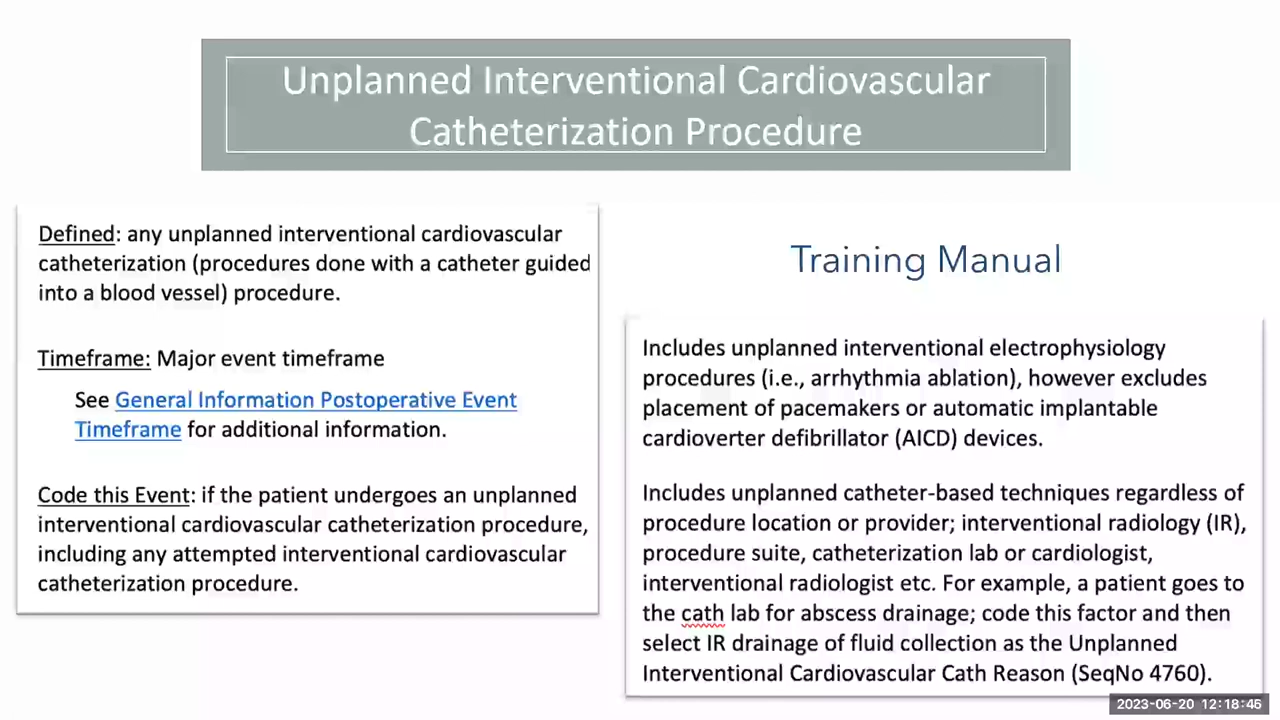 Unplanned Interventional Cardiovascular
Catheterization Procedure
Defined: any unplanned interventional cardiovascular
catheterization (procedures done with a catheter guided
into a blood vessel) procedure.
Timeframe: Major event timeframe
See General Information Postoperative Event
Timeframe for additional information.
Code this Event: if the patient undergoes an unplanned
interventional cardiovascular catheterization procedure,
including any attempted interventional cardiovascular
catheterization procedure.
Training Manual
Includes unplanned interventional electrophysiology
procedures (i.e., arrhythmia ablation), however excludes
placement of pacemakers or automatic implantable
cardioverter defibrillator (AICD) devices.
Includes unplanned catheter-based techniques regardless of
procedure location or provider; interventional radiology (IR),
procedure suite, catheterization lab or cardiologist,
interventional radiologist etc. For example, a patient goes to
the cath lab for abscess drainage; code this factor and then
select IR drainage of fluid collection as the Unplanned
Interventional Cardiovascular Cath Reason (SeqNo 4760).
2023-06-20 12:18:45